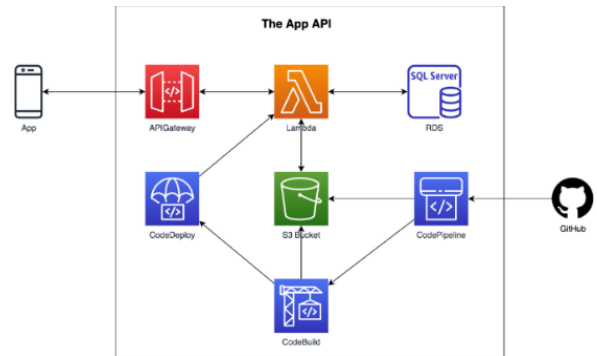 The App API
SQL Server
App
APIGateway
Lambda
RDS
CodeDeploy
S3 Bucket
CodePipeline
GitHub
CodeBuild